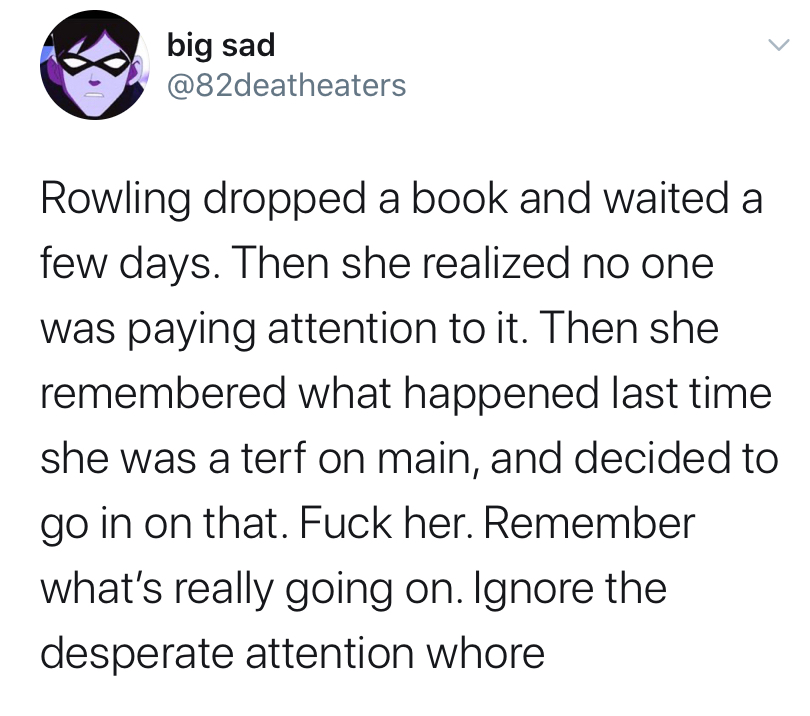 big sad
@82deatheaters
Rowling dropped a book and waited a
few days. Then she realized no one
was paying attention to it. Then she
remembered what happened last time
she was a terf on main, and decided to
go in on that. Fuck her. Remember
what’s really going on. Ignore the
desperate attention whore